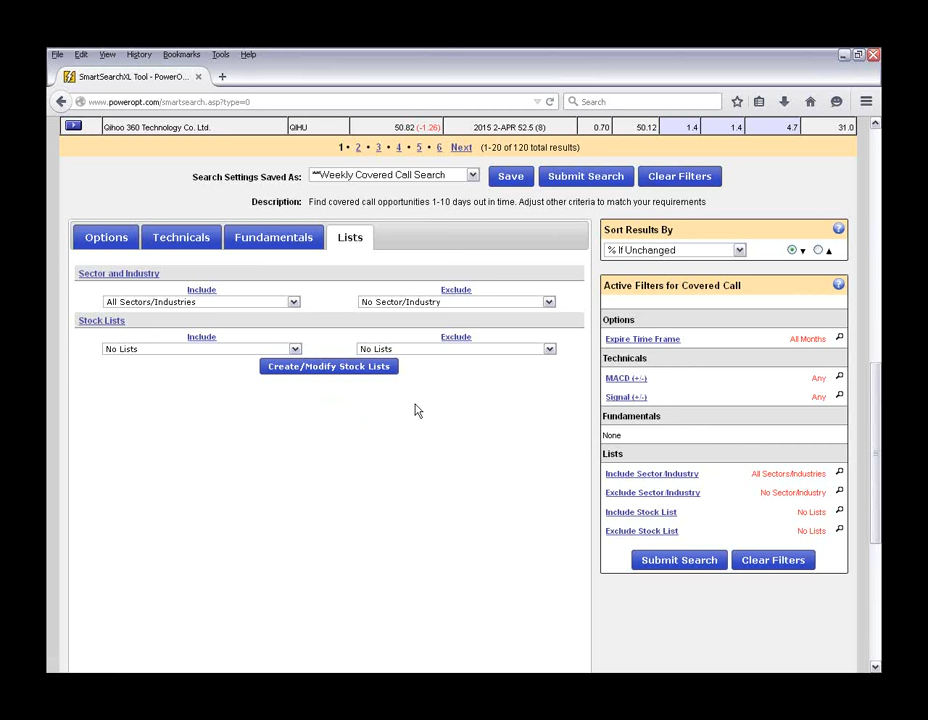 File Edit View History Bookmarks Tools Help
SmartSearchXL Tool - PowerO... × +
www.poweropt.com/smartsearch.asp?type=0 Search
Qihoo 360 Technology Co. Ltd. QIHU 50.82 (-1.26) 2015 2-APR 52.5 (8) 0.70 50.12 1.4 1.4 4.7 31.0
1 • 2 • 3 • 4 • 5 • 6 Next (1-20 of 120 total results)
Search Settings Saved As: **Weekly Covered Call Search Save Submit Search Clear Filters
Description: Find covered call opportunities 1-10 days out in time. Adjust other criteria to match your requirements
Options Technicals Fundamentals Lists
Sector and Industry
Include Exclude
All Sectors/Industries No Sector/Industry
Stock Lists
Include Exclude
No Lists No Lists
Create/Modify Stock Lists
Sort Results By ?
% If Unchanged
Active Filters for Covered Call ?
Options
Expire Time Frame All Months
Technicals
MACD (+/-) Any
Signal (+/-) Any
Fundamentals
None
Lists
Include Sector/Industry All Sectors/Industries
Exclude Sector/Industry No Sector/Industry
Include Stock List No Lists
Exclude Stock List No Lists
Submit Search Clear Filters